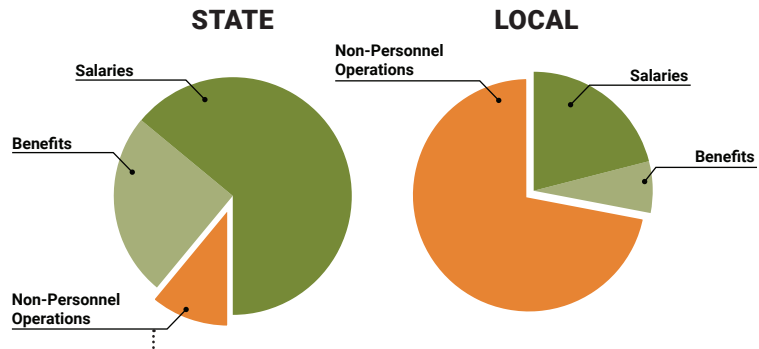 STATE
Salaries
Benefits
Non-Personnel
Operations
LOCAL
Non-Personnel
Operations
Salaries
Benefits